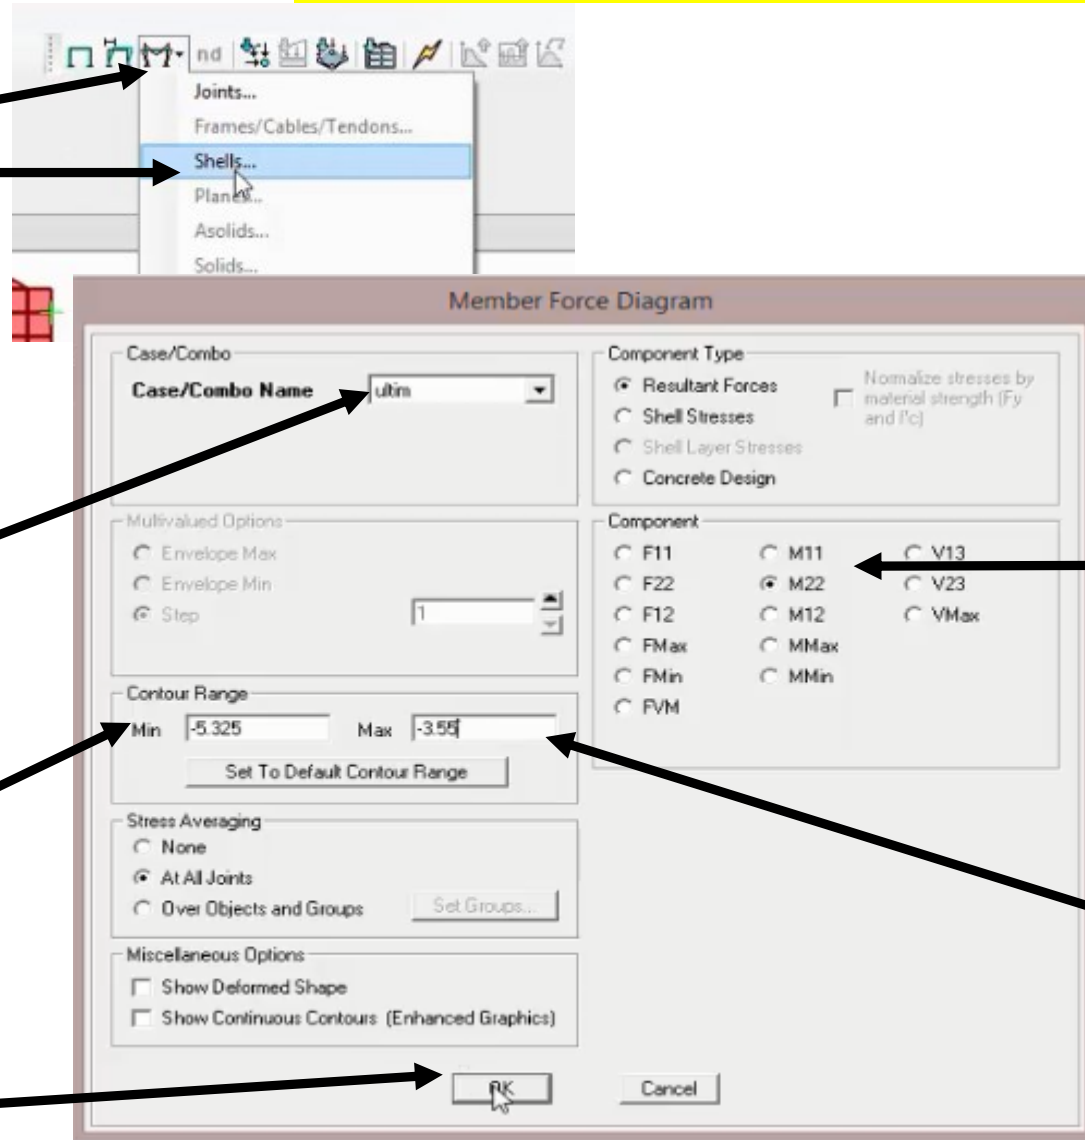 nd
Joints...
Frames/Cables/Tendons...
Shells...
Planes...
Asolids...
Solids...
Member Force Diagram
Case/Combo
Case/Combo Name ultim
Multivalued Options
Envelope Max
Envelope Min
Step 1
Contour Range
Min -5.325 Max -3.55
Set To Default Contour Range
Stress Averaging
None
At All Joints
Over Objects and Groups Set Groups...
Miscellaneous Options
Show Deformed Shape
Show Continuous Contours (Enhanced Graphics)
Component Type
Resultant Forces
Shell Stresses
Shell Layer Stresses
Concrete Design
Normalize stresses by
material strength (Fy
and f'c)
Component
F11 M11 V13
F22 M22 V23
F12 M12 VMax
FMax MMax
FMin MMin
FVM
OK Cancel